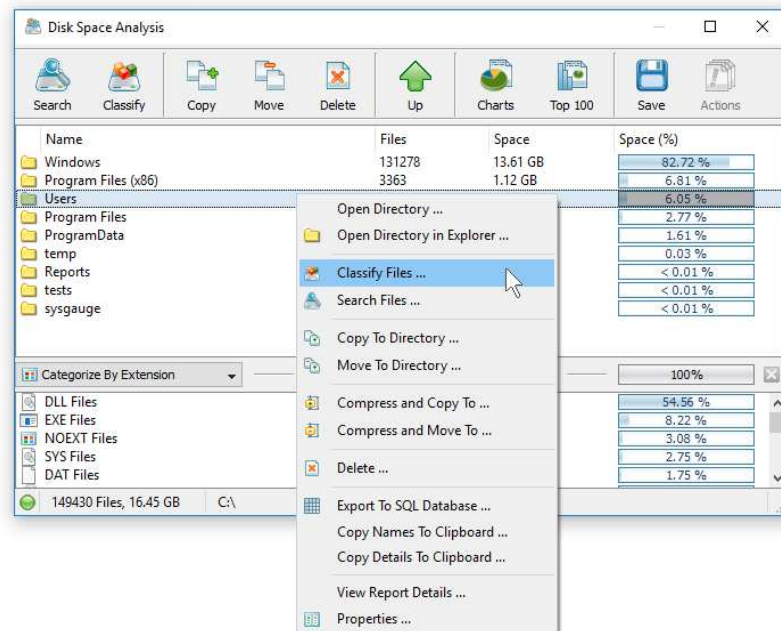 Disk Space Analysis
Search Classify Copy Move Delete Up Charts Top 100 Save Actions
Name Files Space Space (%)
Windows 131278 13.61 GB 82.72 %
Program Files (x86) 3363 1.12 GB 6.81 %
Users 6.05 %
Program Files 2.77 %
ProgramData 1.61 %
temp 0.03 %
Reports < 0.01 %
tests < 0.01 %
sysgauge < 0.01 %
Categorize By Extension 100%
DLL Files 54.56 %
EXE Files 8.22 %
NOEXT Files 3.08 %
SYS Files 2.75 %
DAT Files 1.75 %
149430 Files, 16.45 GB C:\
Open Directory ...
Open Directory in Explorer ...
Classify Files ...
Search Files ...
Copy To Directory ...
Move To Directory ...
Compress and Copy To ...
Compress and Move To ...
Delete ...
Export To SQL Database ...
Copy Names To Clipboard ...
Copy Details To Clipboard ...
View Report Details ...
Properties ...